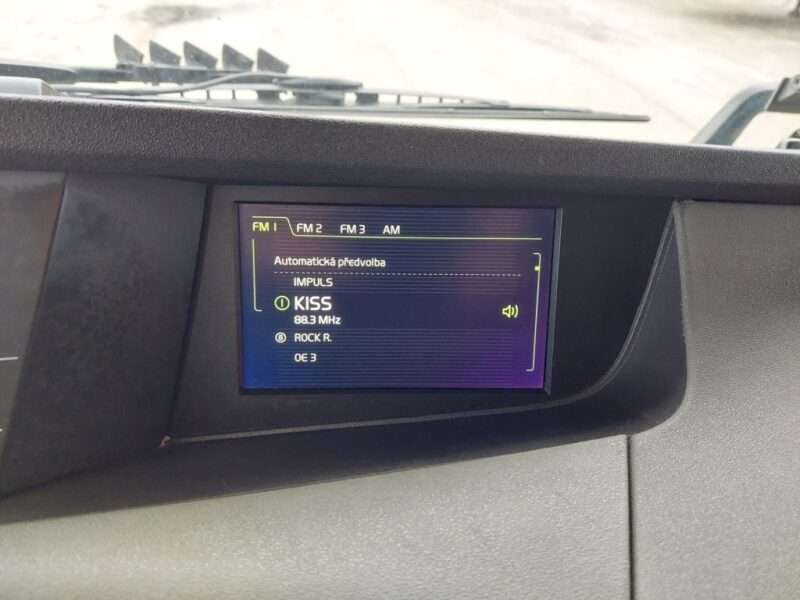 FM 1 FM 2 FM 3 AM
Automatická předvolba
IMPULS
1 KISS
88.3 MHz
8 ROCK R.
OE 3